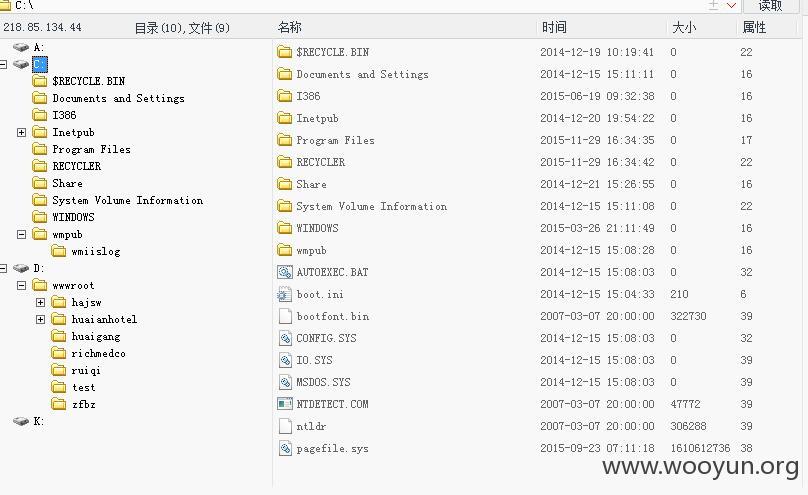 C:\ 读取
218.85.134.44 目录(10),文件(9) 名称 时间 大小 属性
A:
C:
$RECYCLE.BIN
Documents and Settings
I386
Inetpub
Program Files
RECYCLER
Share
System Volume Information
WINDOWS
wmpub
wmiislog
D:
wwwroot
hajsw
huaianhotel
huaigang
richmedco
ruiqi
test
zfbz
K:
$RECYCLE.BIN 2014-12-19 10:19:41 0 22
Documents and Settings 2014-12-15 15:11:11 0 16
I386 2015-06-19 09:32:38 0 16
Inetpub 2014-12-20 19:54:22 0 16
Program Files 2015-11-29 16:34:35 0 17
RECYCLER 2015-11-29 16:34:42 0 22
Share 2014-12-21 15:26:55 0 16
System Volume Information 2014-12-15 15:11:08 0 22
WINDOWS 2015-03-26 21:11:49 0 16
wmpub 2014-12-15 15:08:28 0 16
AUTOEXEC.BAT 2014-12-15 15:08:03 0 32
boot.ini 2014-12-15 15:04:33 210 6
bootfont.bin 2007-03-07 20:00:00 322730 39
CONFIG.SYS 2014-12-15 15:08:03 0 32
IO.SYS 2014-12-15 15:08:03 0 39
MSDOS.SYS 2014-12-15 15:08:03 0 39
NTDETECT.COM 2007-03-07 20:00:00 47772 39
ntldr 2007-03-07 20:00:00 306288 39
pagefile.sys 2015-09-23 07:11:18 1610612736 38
www.wooyun.org